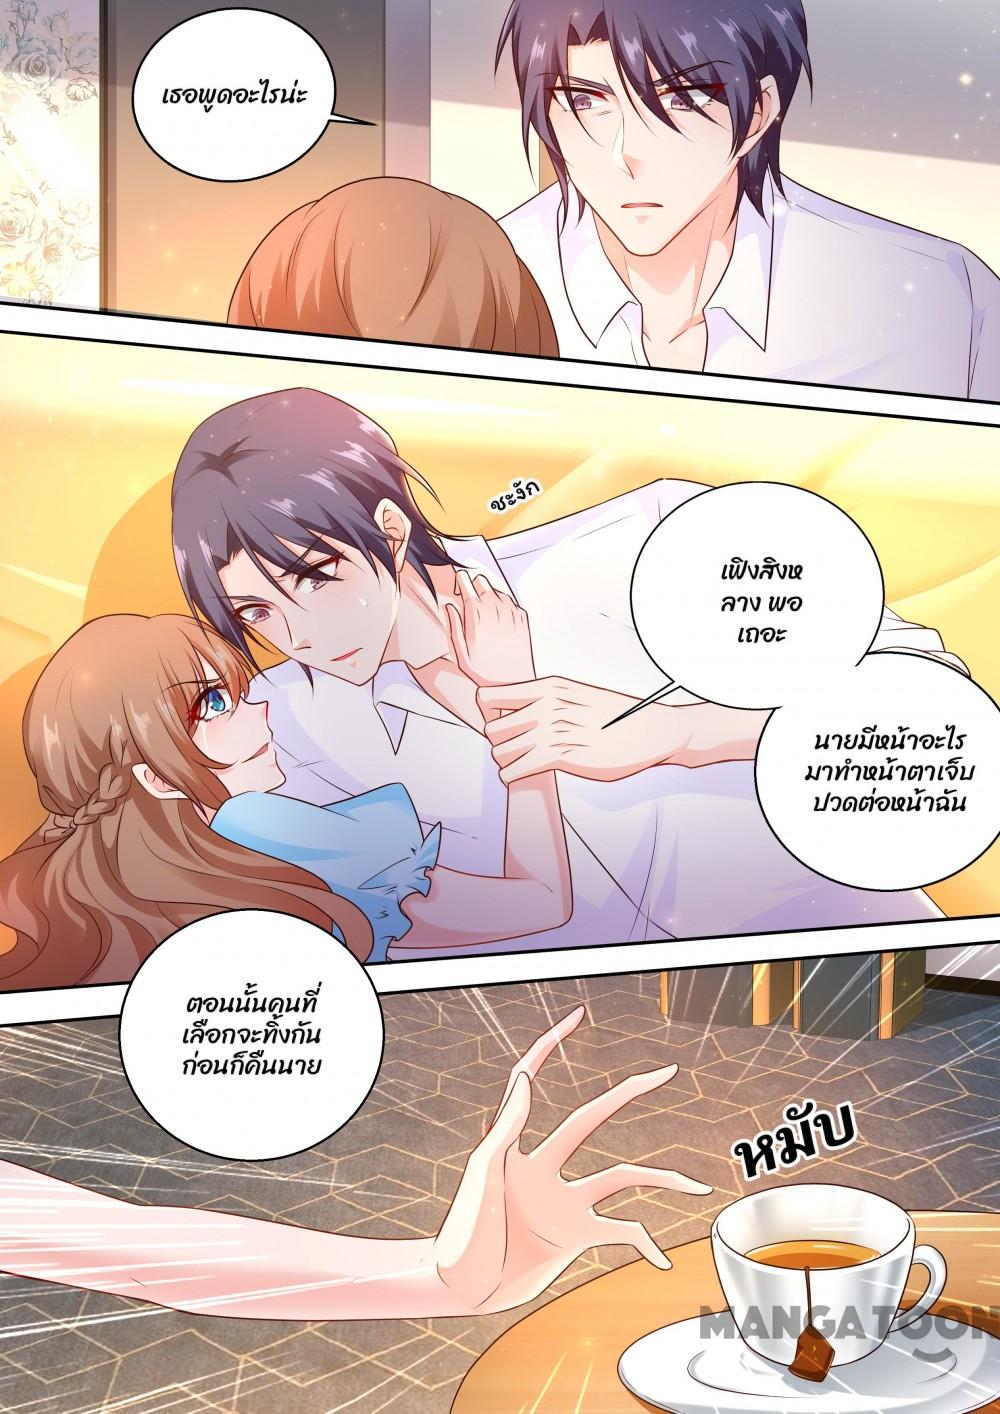 เธอพูดอะไรน่ะ
ชะงัก
เฟิงสิงห
ลาง พอ
เถอะ
นายมีหน้าอะไร
มาทำหน้าตาเจ็บ
ปวดต่อหน้าฉัน
ตอนนั้นคนที่
เลือกจะทิ้งกัน
ก่อนก็คืนนาย
หมับ
MANGATOON